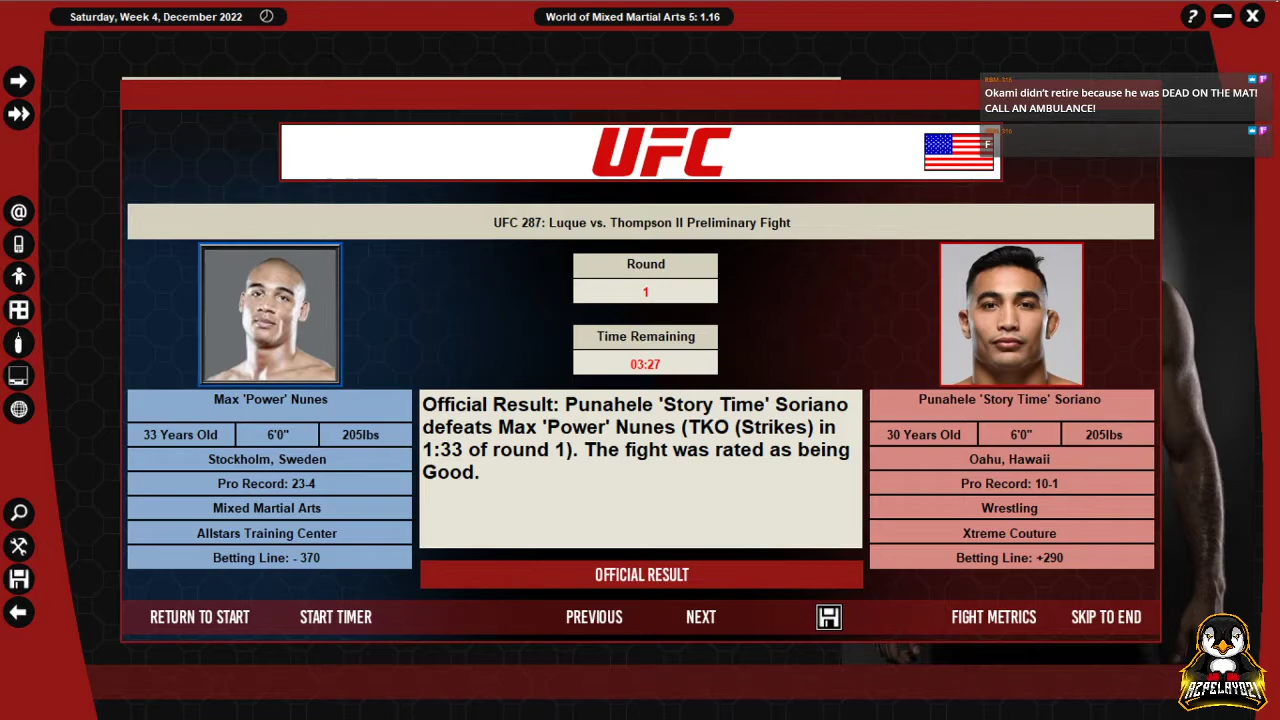 Saturday, Week 4, December 2022
World of Mixed Martial Arts 5: 1.16
?
X
Okami didn't retire because he was DEAD ON THE MAT!
CALL AN AMBULANCE!
F
UFC
UFC 287: Luque vs. Thompson II Preliminary Fight
Round
1
Time Remaining
03:27
Max 'Power' Nunes
33 Years Old
6'0"
205lbs
Stockholm, Sweden
Pro Record: 23-4
Mixed Martial Arts
Allstars Training Center
Betting Line: - 370
Official Result: Punahele 'Story Time' Soriano
defeats Max 'Power' Nunes (TKO (Strikes) in
1:33 of round 1). The fight was rated as being
Good.
OFFICIAL RESULT
Punahele 'Story Time' Soriano
30 Years Old
6'0"
205lbs
Oahu, Hawaii
Pro Record: 10-1
Wrestling
Xtreme Couture
Betting Line: +290
RETURN TO START
START TIMER
PREVIOUS
NEXT
FIGHT METRICS
SKIP TO END
@
AZPELAYO21